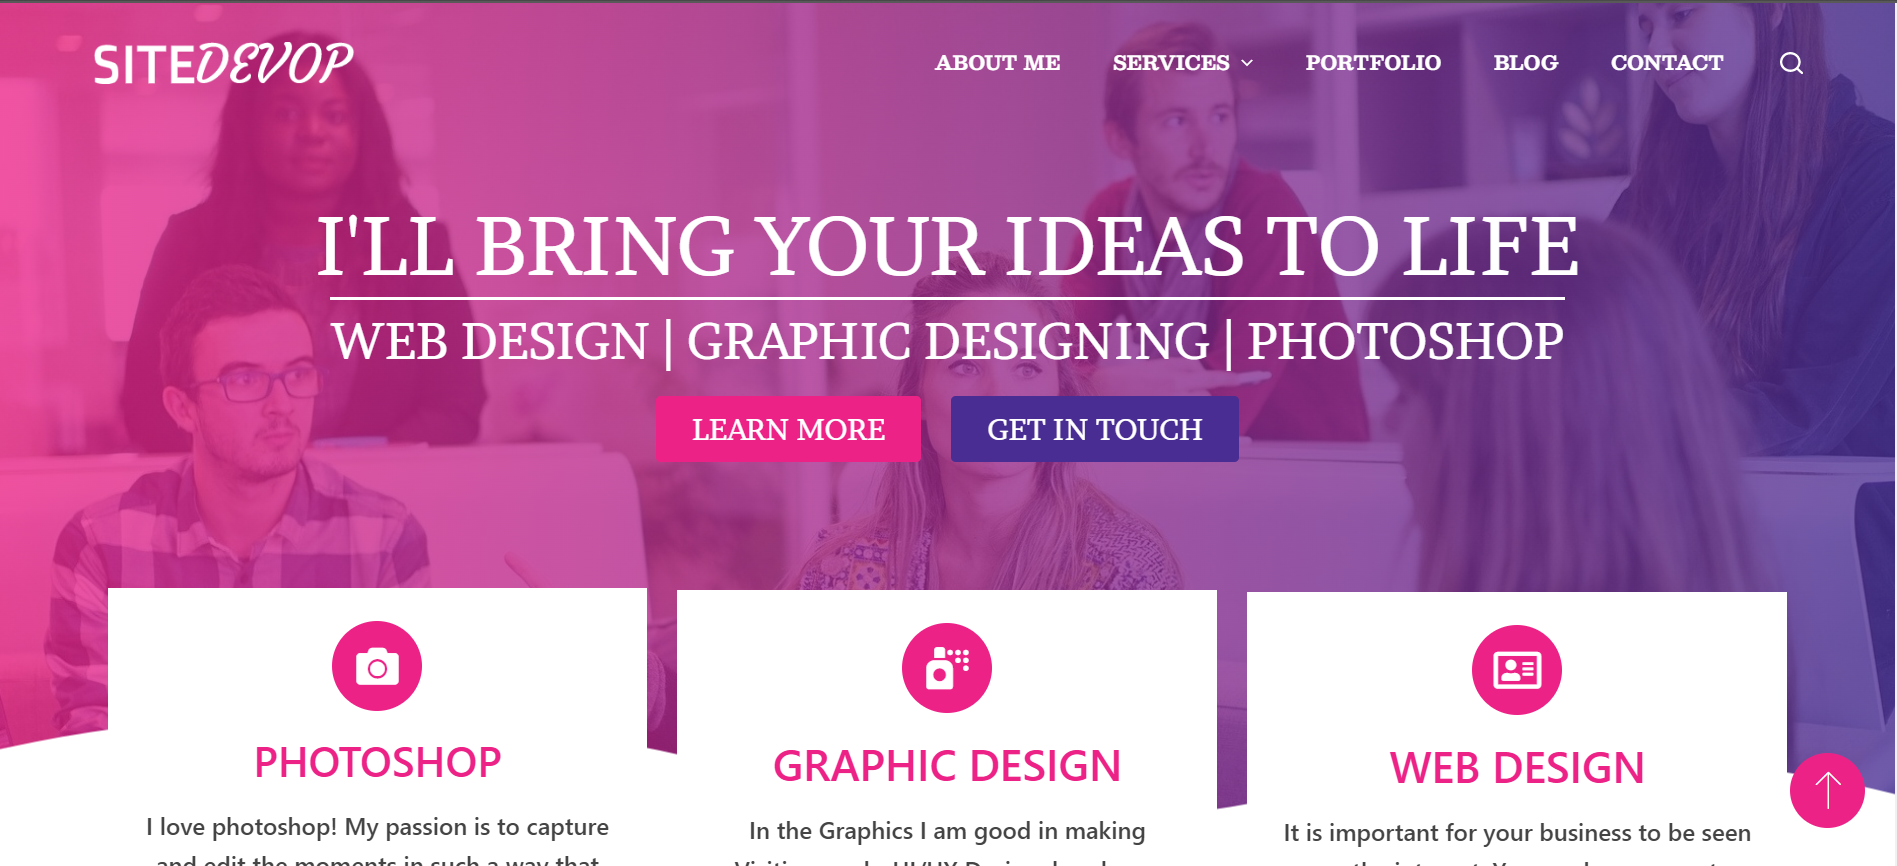 SITEDEVOP
ABOUT ME SERVICES PORTFOLIO BLOG CONTACT
I'LL BRING YOUR IDEAS TO LIFE
WEB DESIGN | GRAPHIC DESIGNING | PHOTOSHOP
LEARN MORE GET IN TOUCH
PHOTOSHOP
I love photoshop! My passion is to capture
and edit the moments in such a way that
GRAPHIC DESIGN
In the Graphics I am good in making
WEB DESIGN
It is important for your business to be seen